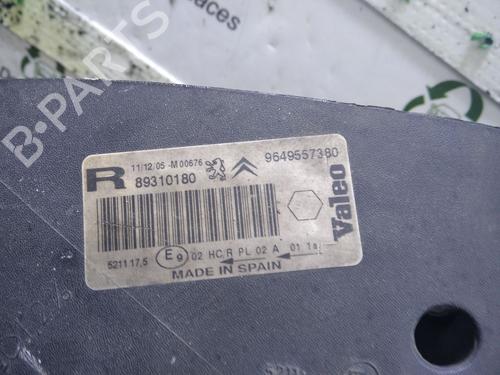 R 11/12/05 -M00676 9649557380
89310180
Valeo
521117,5 E9 02 HC/R PL 02 A 01 1a
MADE IN SPAIN
B-PARTS